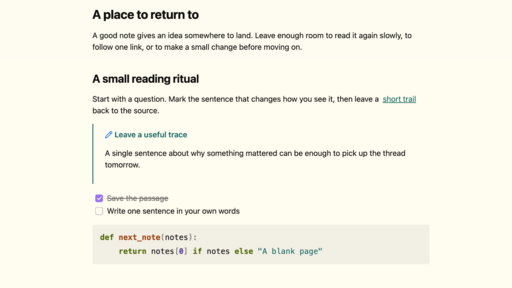 A place to return to
A good note gives an idea somewhere to land. Leave enough room to read it again slowly, to
follow one link, or to make a small change before moving on.
A small reading ritual
Start with a question. Mark the sentence that changes how you see it, then leave a short trail
back to the source.
Leave a useful trace
A single sentence about why something mattered can be enough to pick up the thread
tomorrow.
Save the passage
Write one sentence in your own words
def next_note(notes):
    return notes[0] if notes else "A blank page"